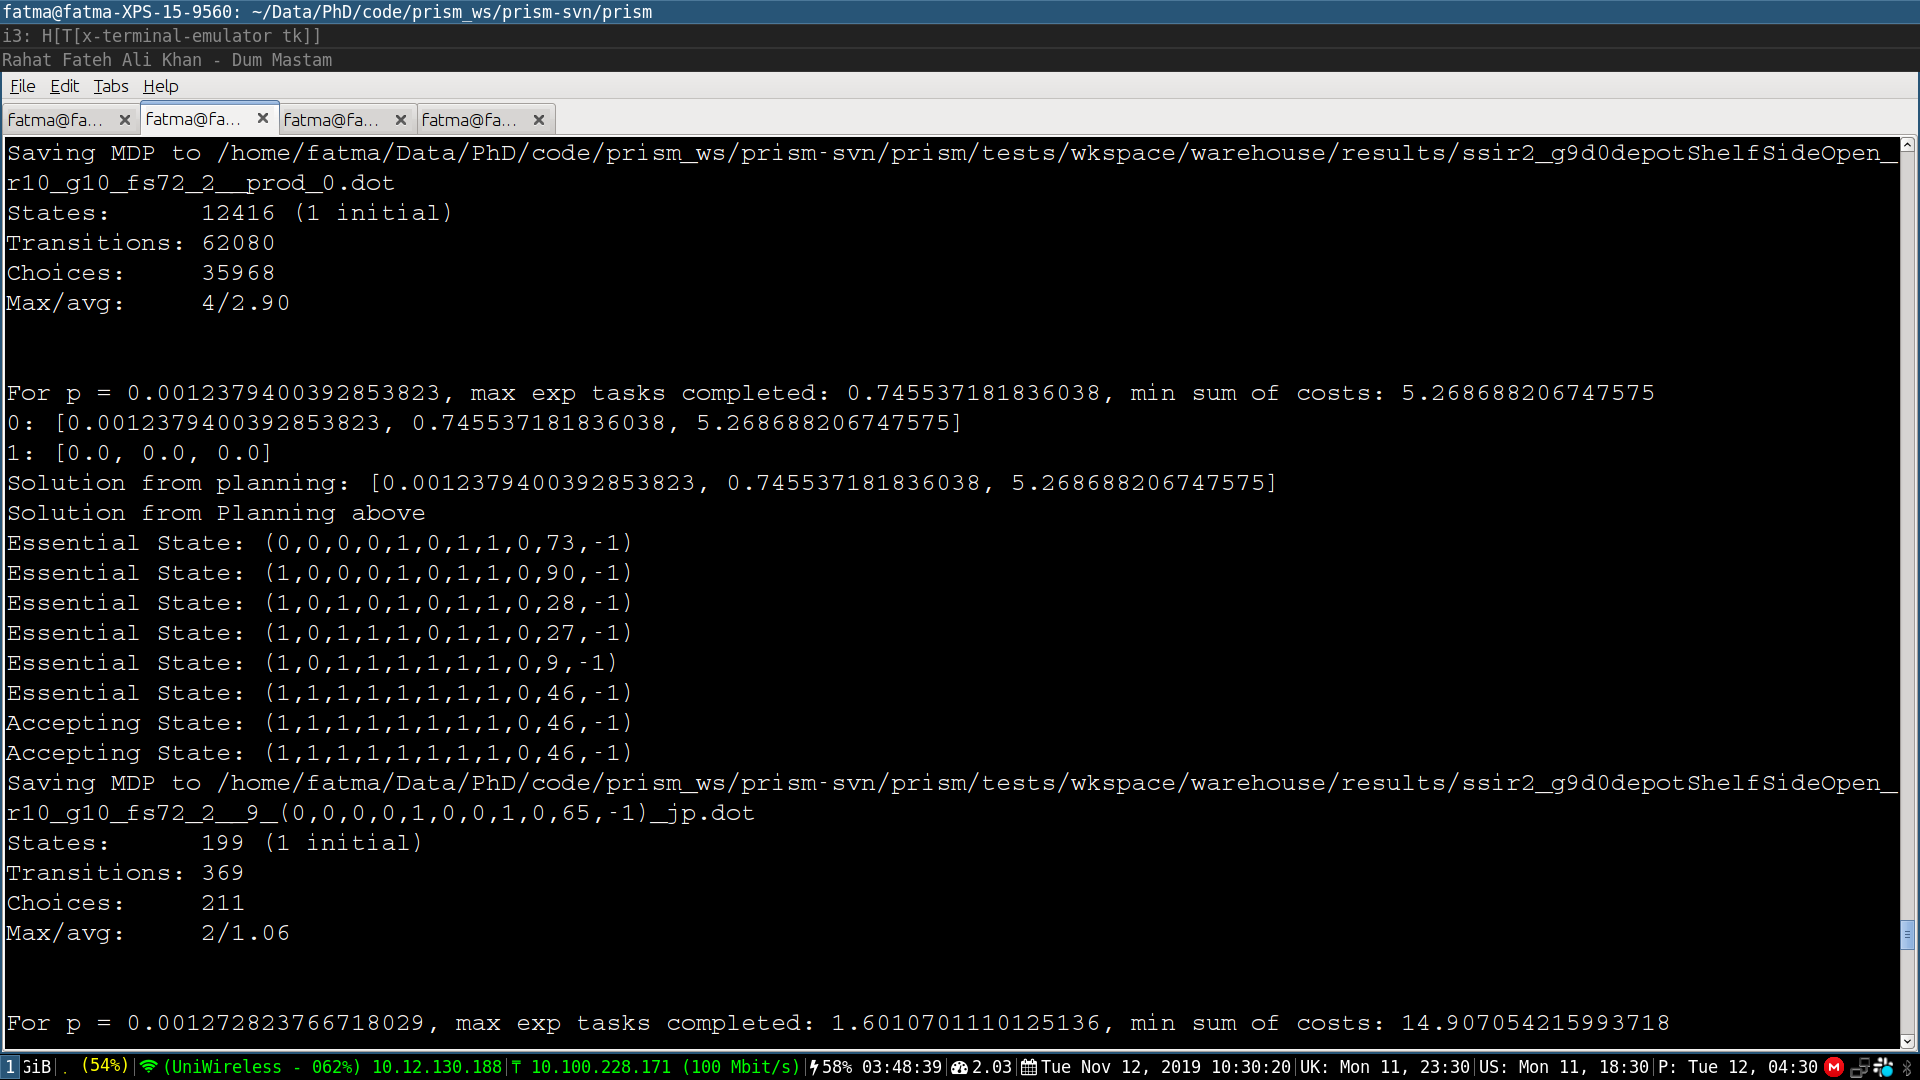 fatma@fatma-XPS-15-9560: ~/Data/PhD/code/prism_ws/prism-svn/prism
i3: H[T[x-terminal-emulator tk]]
Rahat Fateh Ali Khan - Dum Mastam
File Edit Tabs Help
fatma@fa... × fatma@fa... × fatma@fa... × fatma@fa... ×
Saving MDP to /home/fatma/Data/PhD/code/prism_ws/prism-svn/prism/tests/wkspace/warehouse/results/ssir2_g9d0depotShelfSideOpen_
r10_g10_fs72_2__prod_0.dot
States:      12416 (1 initial)
Transitions: 62080
Choices:     35968
Max/avg:     4/2.90
For p = 0.0012379400392853823, max exp tasks completed: 0.745537181836038, min sum of costs: 5.268688206747575
0: [0.0012379400392853823, 0.745537181836038, 5.268688206747575]
1: [0.0, 0.0, 0.0]
Solution from planning: [0.0012379400392853823, 0.745537181836038, 5.268688206747575]
Solution from Planning above
Essential State: (0,0,0,0,1,0,1,1,0,73,-1)
Essential State: (1,0,0,0,1,0,1,1,0,90,-1)
Essential State: (1,0,1,0,1,0,1,1,0,28,-1)
Essential State: (1,0,1,1,1,0,1,1,0,27,-1)
Essential State: (1,0,1,1,1,1,1,1,0,9,-1)
Essential State: (1,1,1,1,1,1,1,1,0,46,-1)
Accepting State: (1,1,1,1,1,1,1,1,0,46,-1)
Accepting State: (1,1,1,1,1,1,1,1,0,46,-1)
Saving MDP to /home/fatma/Data/PhD/code/prism_ws/prism-svn/prism/tests/wkspace/warehouse/results/ssir2_g9d0depotShelfSideOpen_
r10_g10_fs72_2__9_(0,0,0,0,1,0,0,1,0,65,-1)_jp.dot
States:      199 (1 initial)
Transitions: 369
Choices:     211
Max/avg:     2/1.06
For p = 0.001272823766718029, max exp tasks completed: 1.6010701110125136, min sum of costs: 14.907054215993718
1 GiB|. (54%)|(UniWireless - 062%) 10.12.130.188|10.100.228.171 (100 Mbit/s)|58% 03:48:39|2.03|Tue Nov 12, 2019 10:30:20|UK: Mon 11, 23:30|US: Mon 11, 18:30|P: Tue 12, 04:30 M